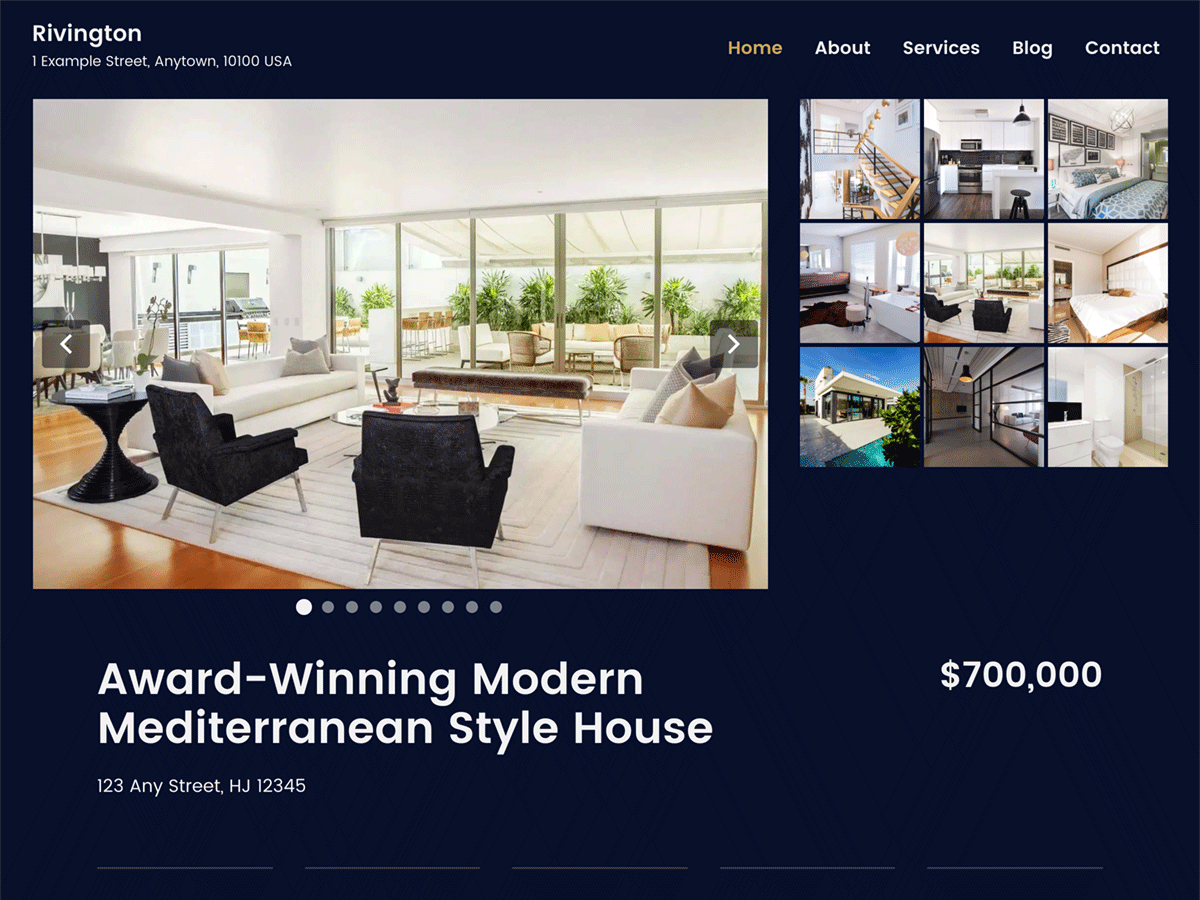 Rivington
1 Example Street, Anytown, 10100 USA
Home About Services Blog Contact
Award-Winning Modern
Mediterranean Style House
$700,000
123 Any Street, HJ 12345